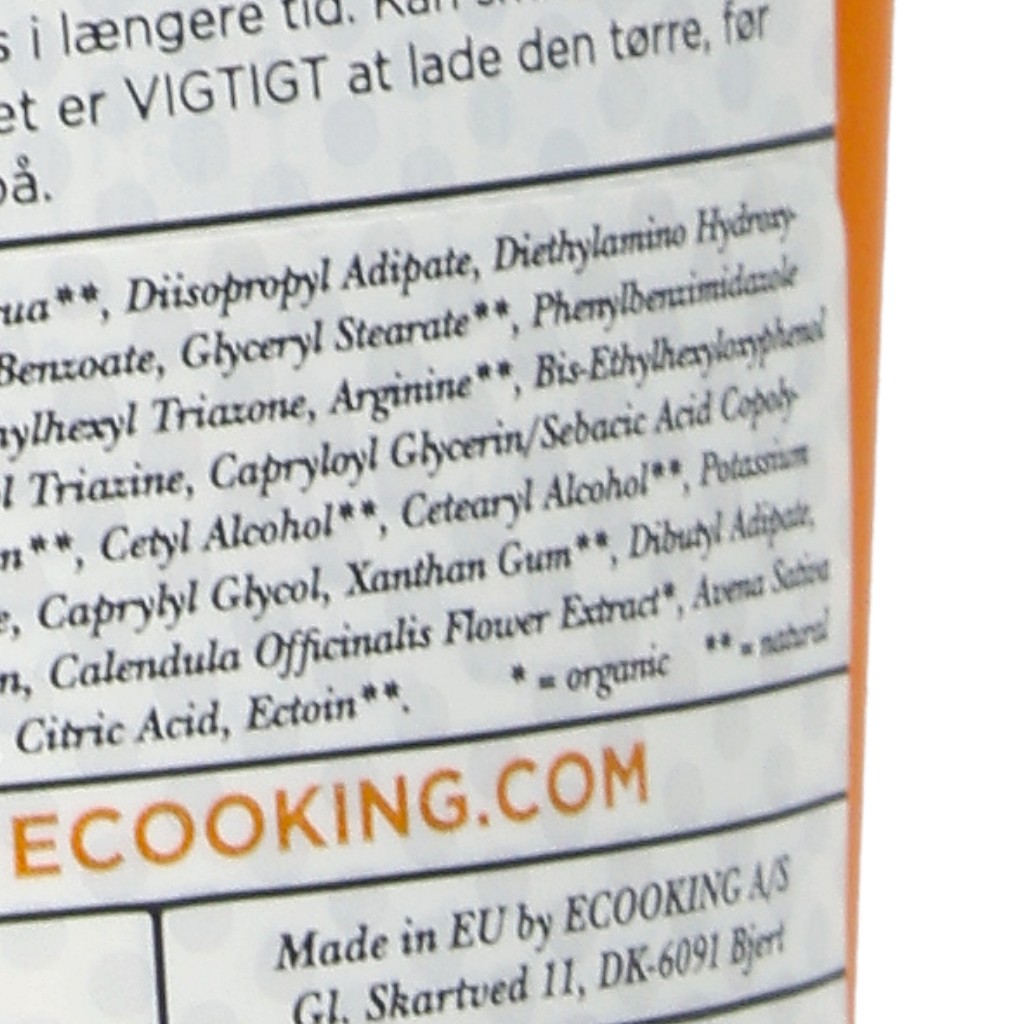 s i længere tid.
et er VIGTIGT at lade den tørre, før
på.
qua**, Diisopropyl Adipate, Diethylamino Hydroxy-
Benzoate, Glyceryl Stearate**, Phenylbenzimidazole
hylhexyl Triazone, Arginine**, Bis-Ethylhexyloxyphenol
l Triazine, Capryloyl Glycerin/Sebacic Acid Copoly-
n**, Cetyl Alcohol**, Cetearyl Alcohol**, Potassium
e, Caprylyl Glycol, Xanthan Gum**, Dibutyl Adipate,
n, Calendula Officinalis Flower Extract*, Avena Sativa
Citric Acid, Ectoin**. * = organic ** = natural
ECOOKING.COM
Made in EU by ECOOKING A/S
Gl. Skartved 11, DK-6091 Bjert